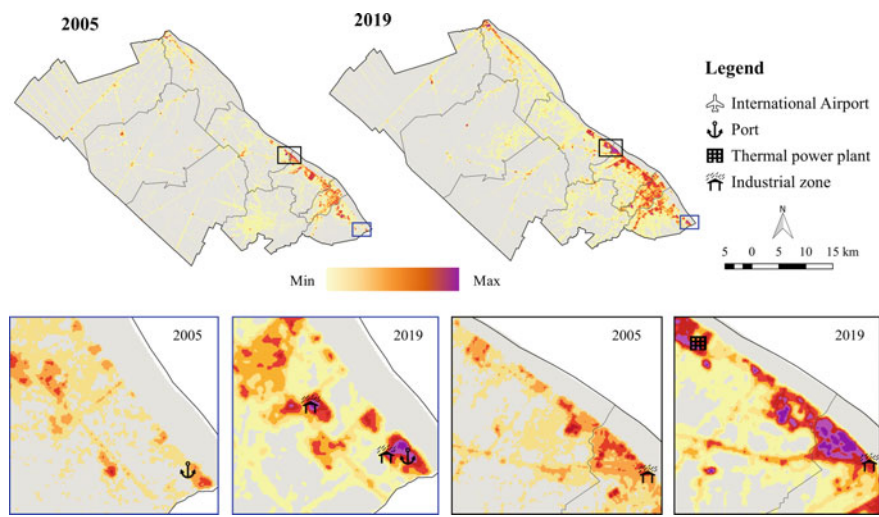 2005
2019
Legend
International Airport
Port
Thermal power plant
Industrial zone
N
5 0 5 10 15 km
Min Max
2005
2019
2005
2019